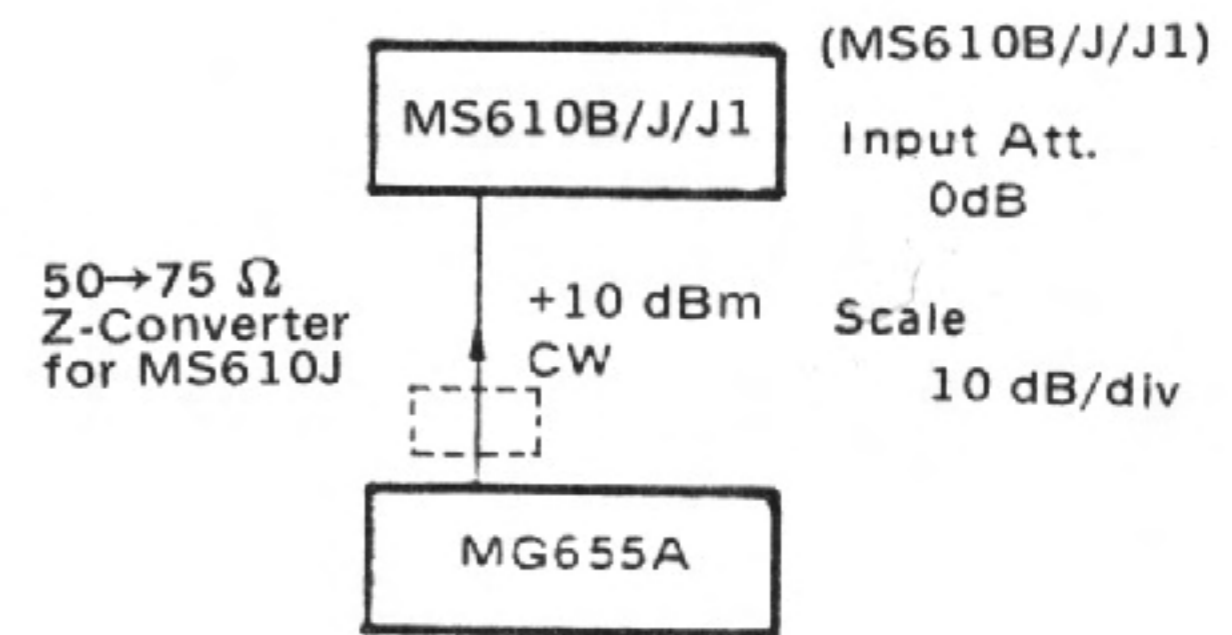 (MS610B/J/J1)
MS610B/J/J1
Input Att.
0dB
50→75 Ω
Z-Converter
for MS610J
+10 dBm
CW
Scale
10 dB/div
MG655A